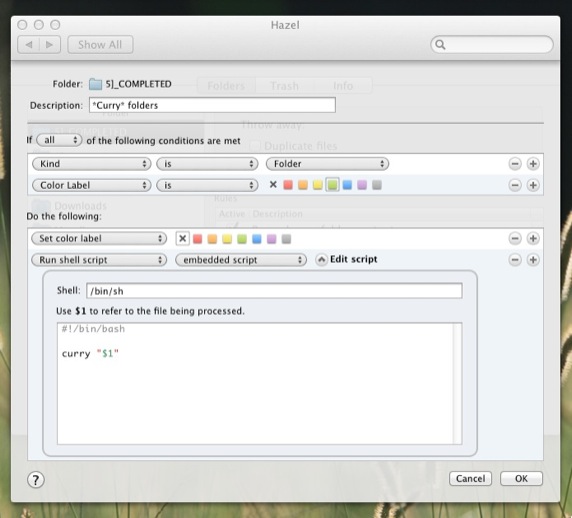 Hazel
Show All
Folder: 5]_COMPLETED
Folders Trash Info
Description: *Curry* folders
Throw away:
If all of the following conditions are met
Duplicate files
Kind is Folder
Color Label is
Downloads
Rules
Active Description
Do the following:
Set color label
Run shell script embedded script Edit script
Shell: /bin/sh
Use $1 to refer to the file being processed.
#!/bin/bash
curry "$1"
? Cancel OK